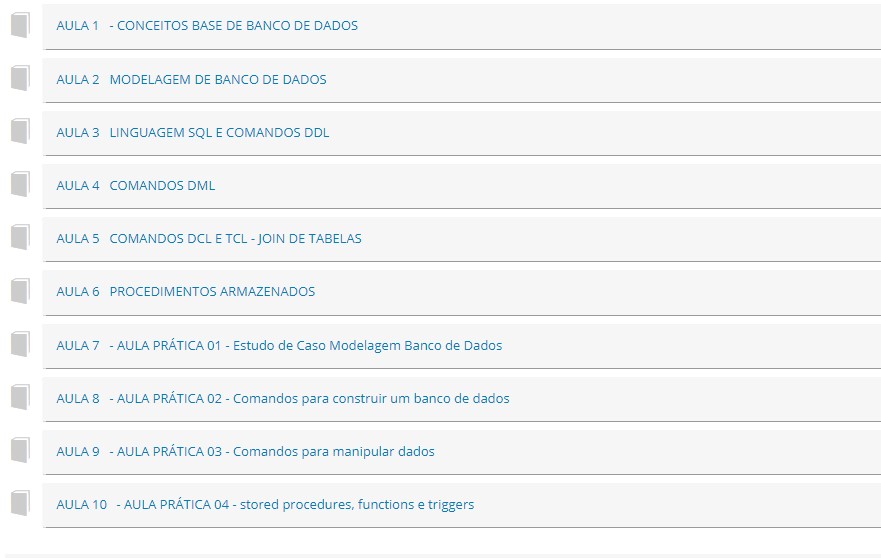 AULA 1 - CONCEITOS BASE DE BANCO DE DADOS
AULA 2 MODELAGEM DE BANCO DE DADOS
AULA 3 LINGUAGEM SQL E COMANDOS DDL
AULA 4 COMANDOS DML
AULA 5 COMANDOS DCL E TCL - JOIN DE TABELAS
AULA 6 PROCEDIMENTOS ARMAZENADOS
AULA 7 - AULA PRÁTICA 01 - Estudo de Caso Modelagem Banco de Dados
AULA 8 - AULA PRÁTICA 02 - Comandos para construir um banco de dados
AULA 9 - AULA PRÁTICA 03 - Comandos para manipular dados
AULA 10 - AULA PRÁTICA 04 - stored procedures, functions e triggers